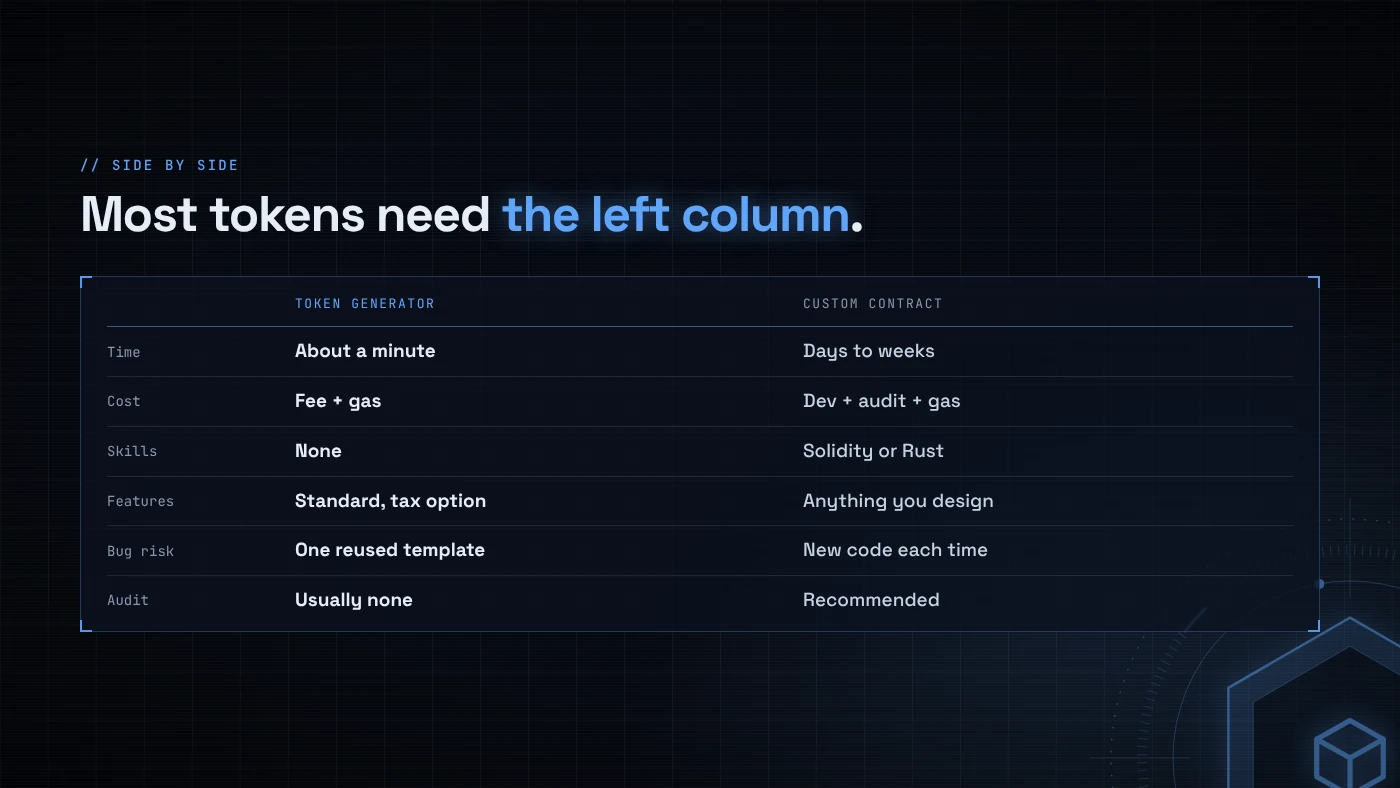 // SIDE BY SIDE
Most tokens need the left column.
TOKEN GENERATOR CUSTOM CONTRACT
Time About a minute Days to weeks
Cost Fee + gas Dev + audit + gas
Skills None Solidity or Rust
Features Standard, tax option Anything you design
Bug risk One reused template New code each time
Audit Usually none Recommended